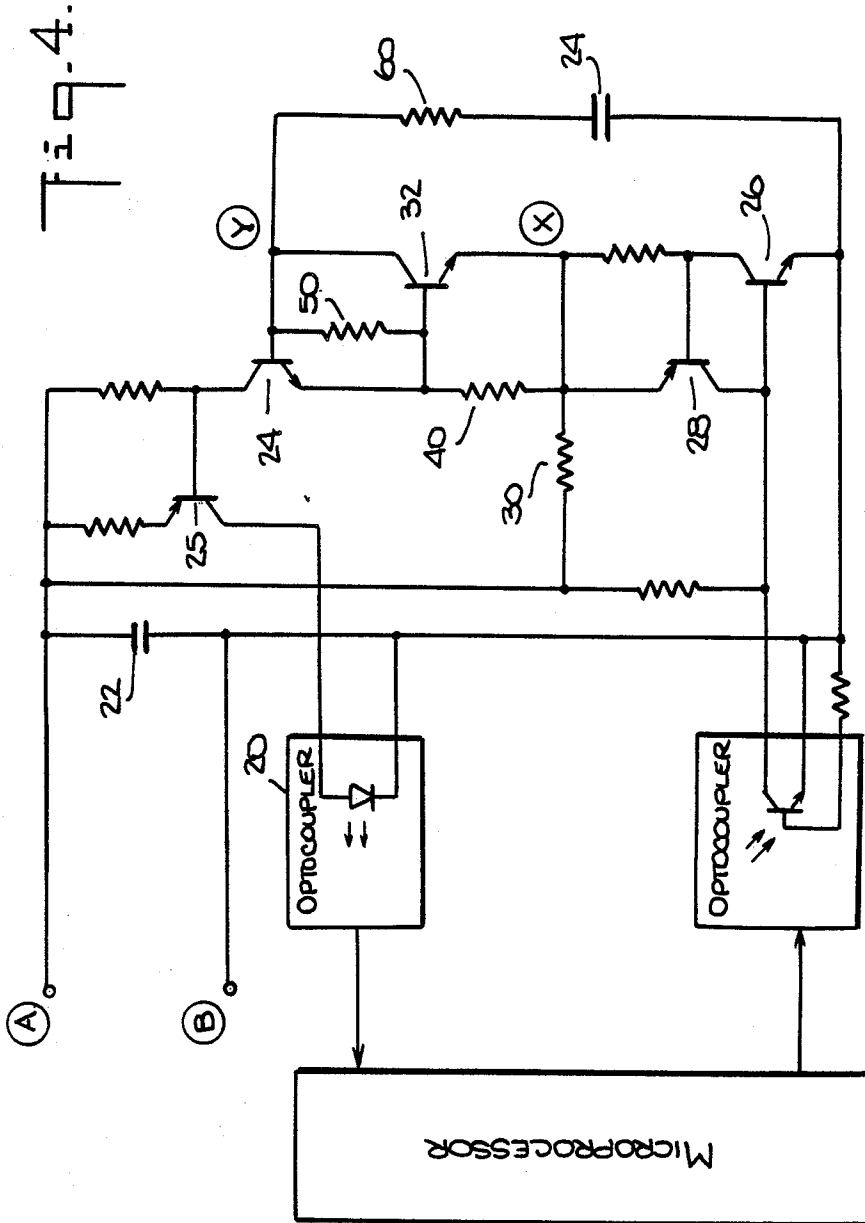 Fig. 4.
A
B
X
Y
22
25
24
50
32
60
24
40
30
28
26
20
OPTOCOUPLER
OPTOCOUPLER
MICROPROCESSOR